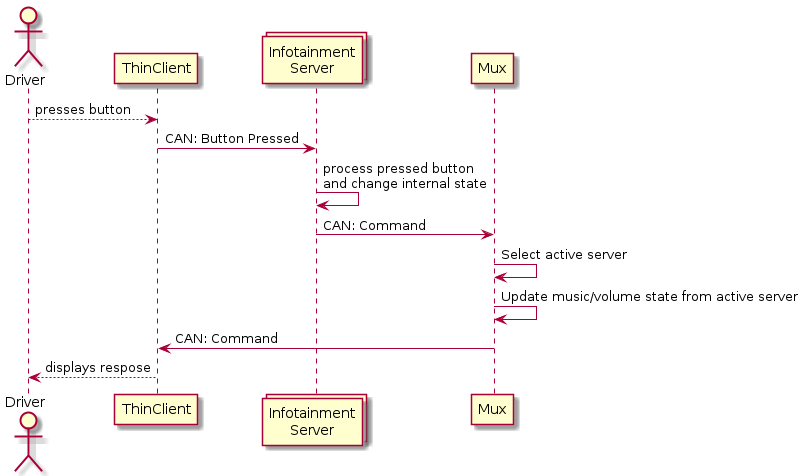 Driver
ThinClient
Infotainment
Server
Mux
presses button
CAN: Button Pressed
process pressed button
and change internal state
CAN: Command
Select active server
Update music/volume state from active server
CAN: Command
displays respose
Driver
ThinClient
Infotainment
Server
Mux